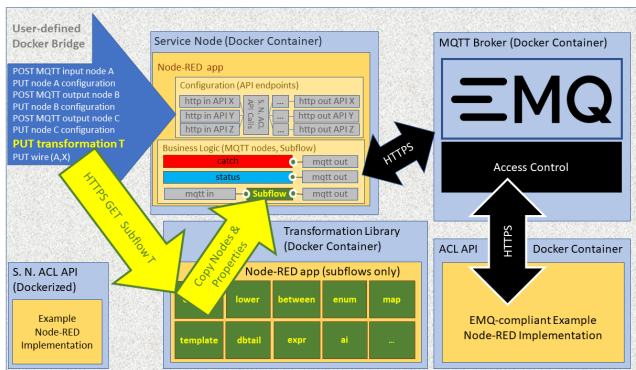 User-defined
Docker Bridge
POST MQTT input node A
PUT node A configuration
POST MQTT output node B
PUT node B configuration
POST MQTT output node C
PUT node C configuration
PUT transformation T
PUT wire (A,X)
HTTPS GET Subflow T
Copy Nodes &
Properties
Service Node (Docker Container)
Node-RED app
Configuration (API endpoints)
http in API X
http in API Y
http in API Z
S. N. ACL
API Calls
...
...
...
http out API X
http out API Y
http out API Z
Business Logic (MQTT nodes, Subflow)
catch
mqtt out
status
mqtt out
mqtt in
Subflow
mqtt out
HTTPS
MQTT Broker (Docker Container)
EMQ
Access Control
HTTPS
ACL API
Docker Container
EMQ-compliant Example
Node-RED Implementation
Transformation Library
(Docker Container)
Node-RED app (subflows only)
lower
between
enum
map
template
dbtail
expr
ai
...
S. N. ACL API
(Dockerized)
Example
Node-RED
Implementation